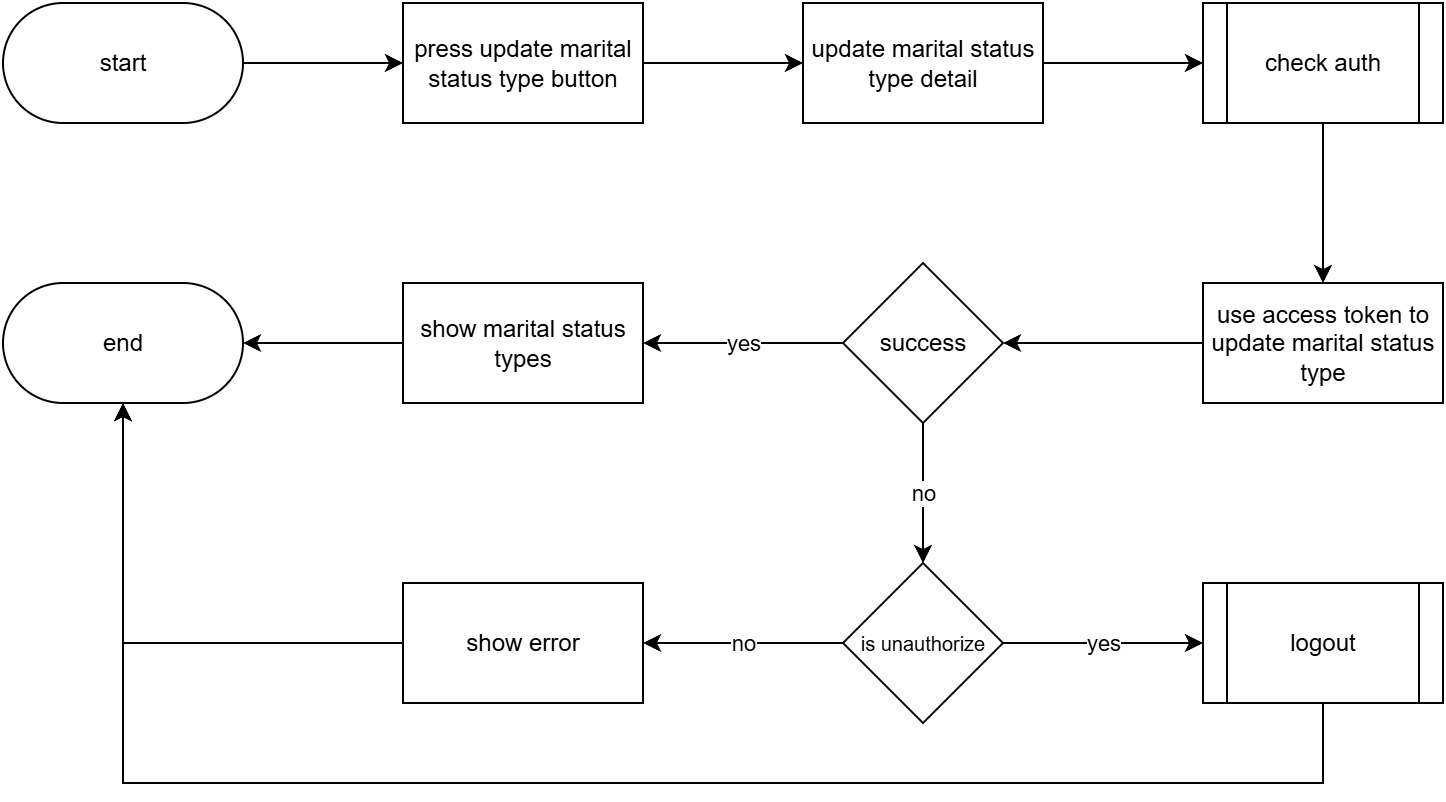 start
press update marital
status type button
update marital status
type detail
check auth
end
show marital status
types
yes
success
use access token to
update marital status
type
no
show error
no
is unauthorize
yes
logout